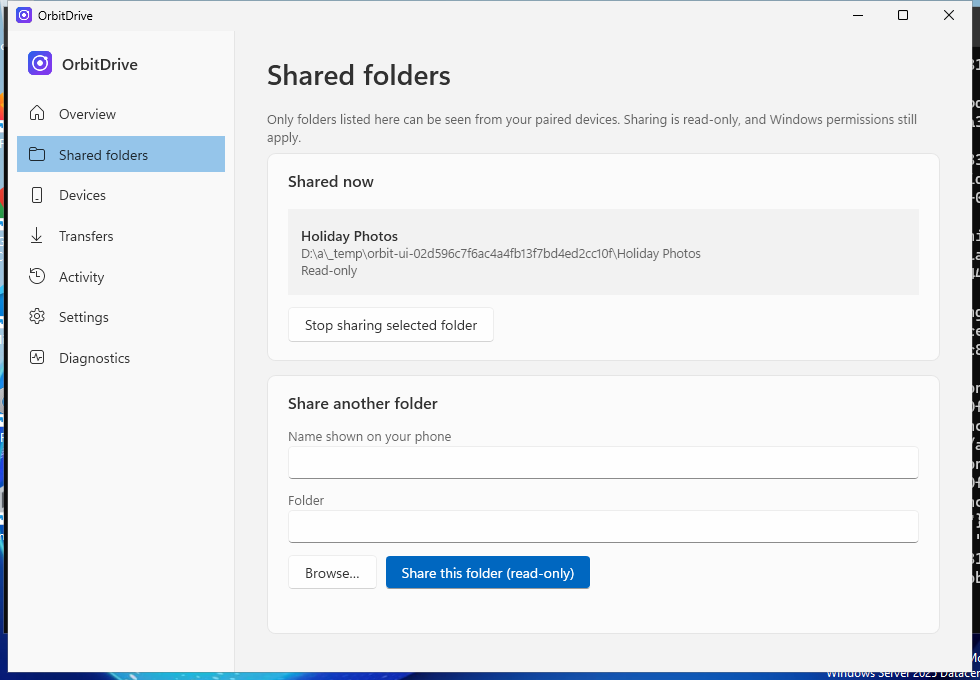 OrbitDrive
OrbitDrive
Overview
Shared folders
Devices
Transfers
Activity
Settings
Diagnostics
Shared folders
Only folders listed here can be seen from your paired devices. Sharing is read-only, and Windows permissions still
apply.
Shared now
Holiday Photos
D:\a\_temp\orbit-ui-02d596c7f6ac4a4fb13f7bd4ed2cc10f\Holiday Photos
Read-only
Stop sharing selected folder
Share another folder
Name shown on your phone
Folder
Browse...
Share this folder (read-only)
Windows Server 2025 Datacen